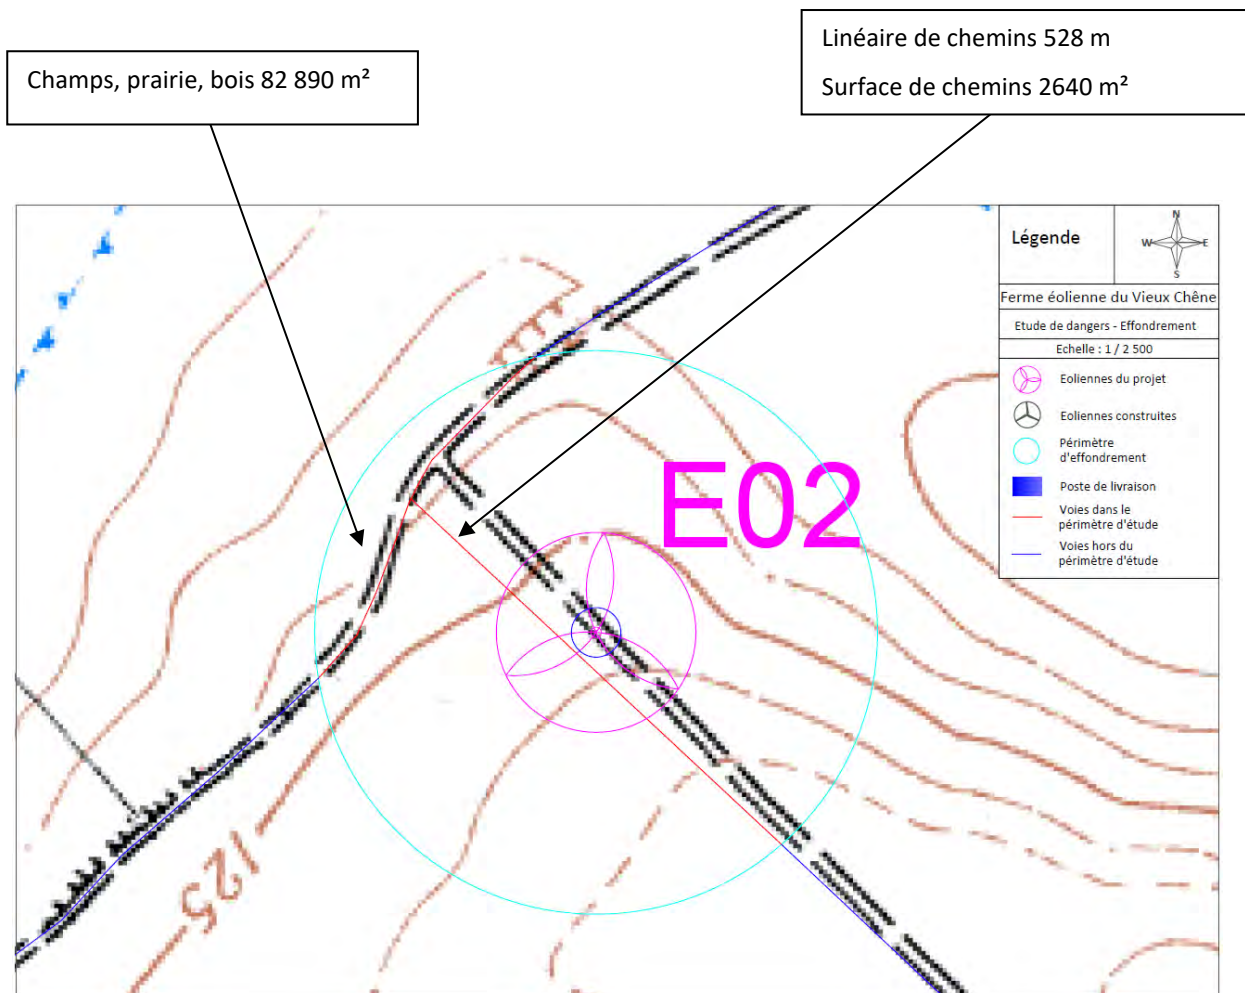 Linéaire de chemins 528 m
Surface de chemins 2640 m²
Champs, prairie, bois 82 890 m²
Légende
N
W
E
S
Ferme éolienne du Vieux Chêne
Etude de dangers - Effondrement
Echelle : 1 / 2 500
Eoliennes du projet
Eoliennes construites
Périmètre
d'effondrement
Poste de livraison
Voies dans le
périmètre d'étude
Voies hors du
périmètre d'étude
E02
125